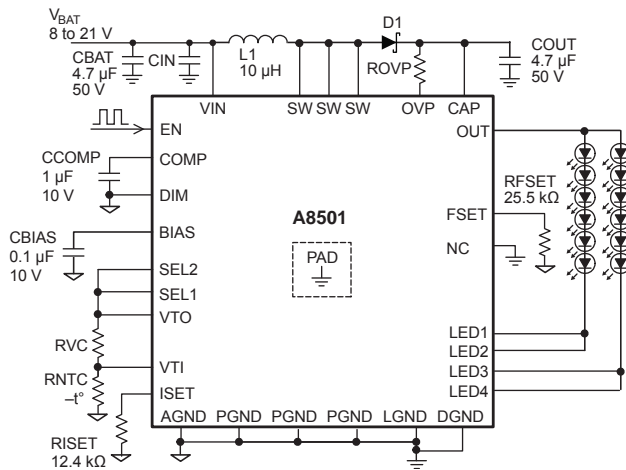 VBAT
8 to 21 V
CBAT
4.7 µF
50 V
CIN
L1
10 µH
D1
ROVP
COUT
4.7 µF
50 V
VIN
SW
SW
SW
OVP
CAP
EN
OUT
CCOMP
1 µF
10 V
COMP
DIM
RFSET
25.5 kΩ
A8501
FSET
CBIAS
0.1 µF
10 V
BIAS
PAD
NC
SEL2
SEL1
VTO
RVC
LED1
LED2
RNTC
–t°
VTI
LED3
ISET
LED4
RISET
12.4 kΩ
AGND
PGND
PGND
PGND
LGND
DGND